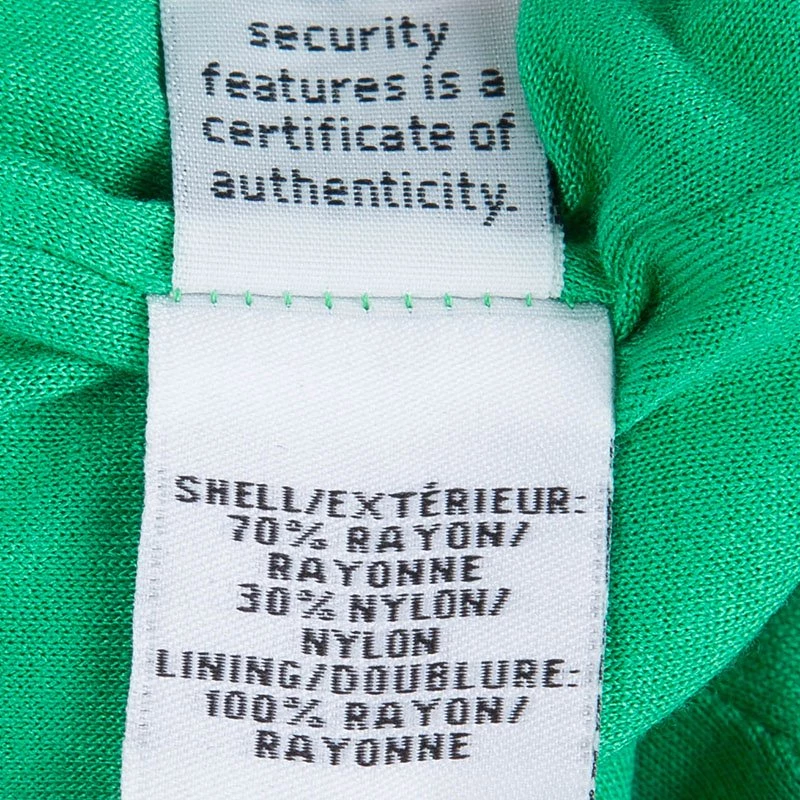 security
features is a
certificate of
authenticity.
SHELL/EXTÉRIEUR:
70% RAYON/
RAYONNE
30% NYLON/
NYLON
LINING/DOUBLURE:
100% RAYON/
RAYONNE